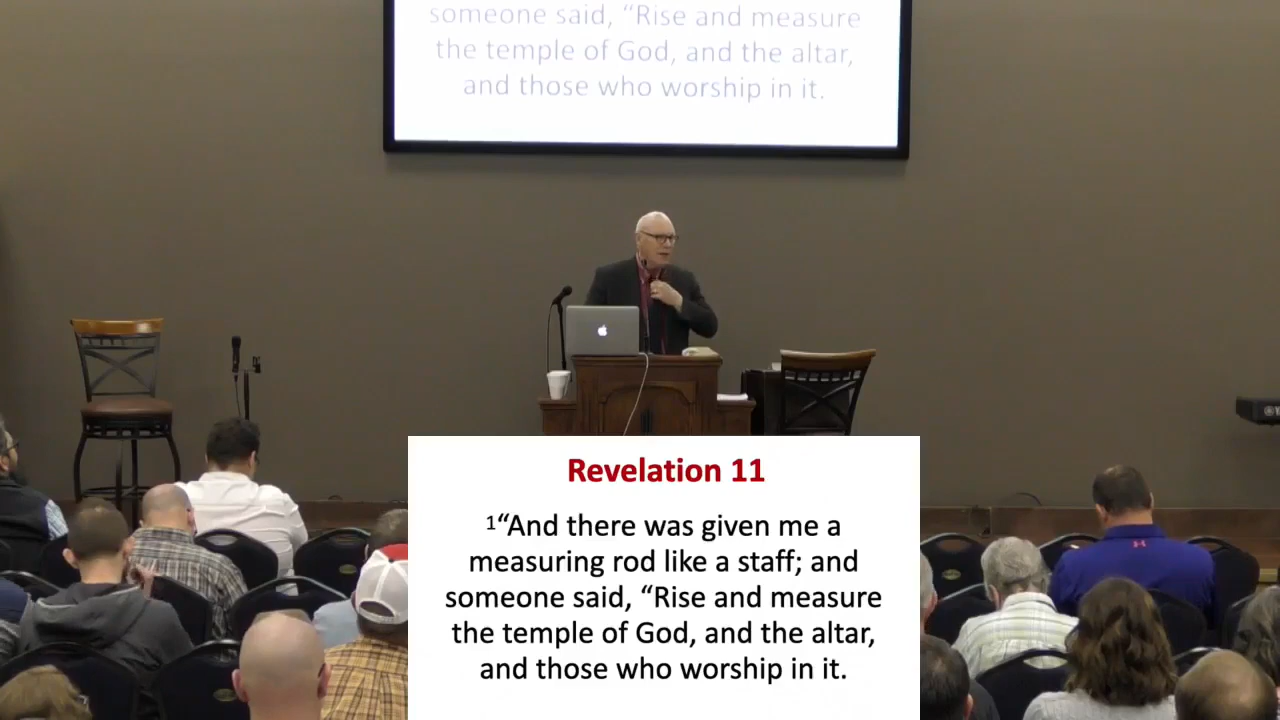 someone said, “Rise and measure
the temple of God, and the altar,
and those who worship in it.
Revelation 11
¹“And there was given me a
measuring rod like a staff; and
someone said, “Rise and measure
the temple of God, and the altar,
and those who worship in it.